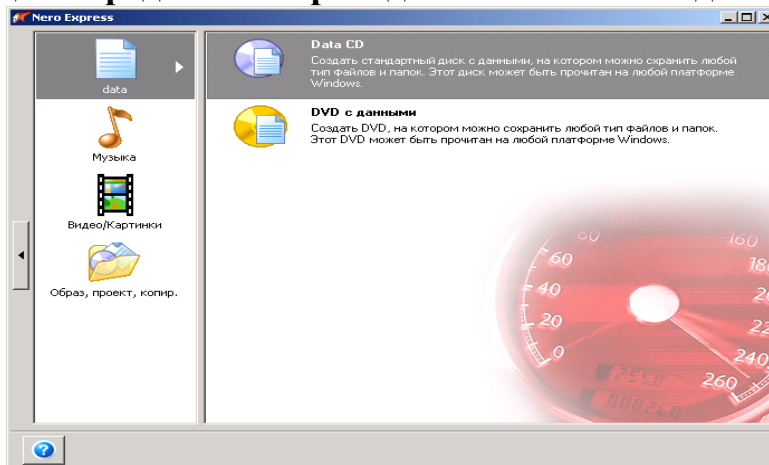 Nero Express
data
Музыка
Видео/Картинки
Образ, проект, копир.
Data CD
Создать стандартный диск с данными, на котором можно схранить любой
тип файлов и папок. Этот диск может быть прочитан на любой платформе
Windows.
DVD с данными
Создать DVD, на котором можно сохранить любой тип файлов и папок.
Этот DVD может быть прочитан на любой платформе Windows.
80
160
60
40
20
0
240
260